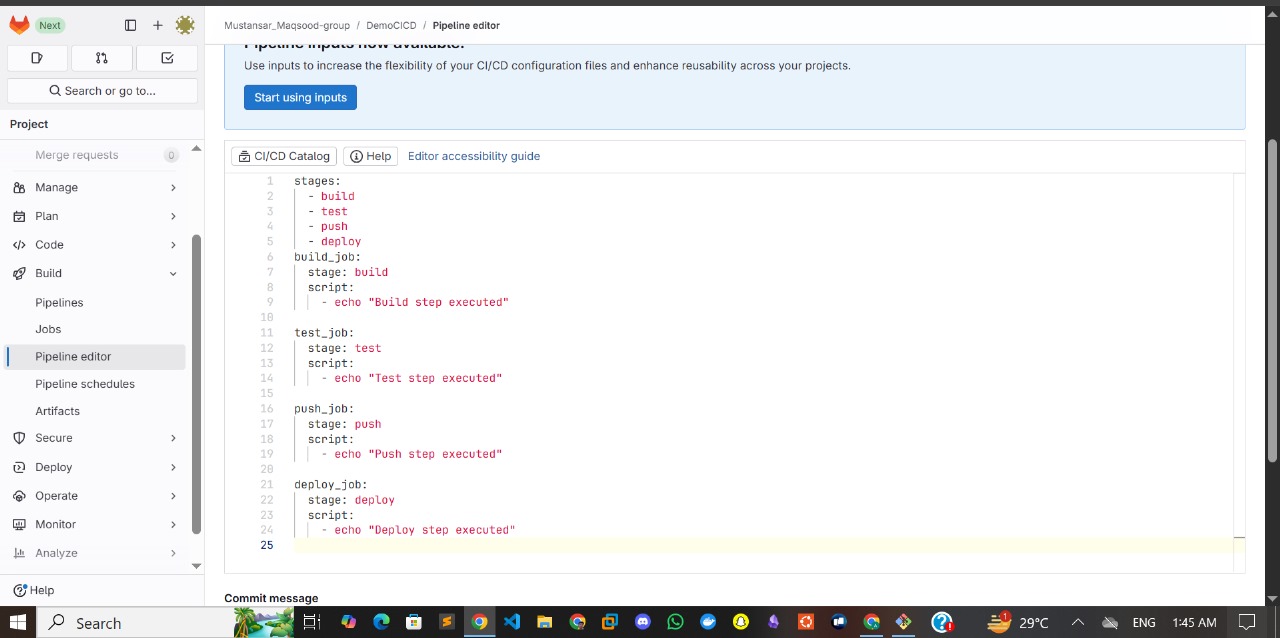 Next
Mustansar_Maqsood-group / DemoCICD / Pipeline editor
Search or go to...
Project
Merge requests 0
Manage
Plan
Code
Build
Pipelines
Jobs
Pipeline editor
Pipeline schedules
Artifacts
Secure
Deploy
Operate
Monitor
Analyze
Help
Pipeline inputs now available!
Use inputs to increase the flexibility of your CI/CD configuration files and enhance reusability across your projects.
Start using inputs
CI/CD Catalog Help Editor accessibility guide
1 stages:
2 - build
3 - test
4 - push
5 - deploy
6 build_job:
7 stage: build
8 script:
9 - echo "Build step executed"
10
11 test_job:
12 stage: test
13 script:
14 - echo "Test step executed"
15
16 push_job:
17 stage: push
18 script:
19 - echo "Push step executed"
20
21 deploy_job:
22 stage: deploy
23 script:
24 - echo "Deploy step executed"
25
Commit message
Search
1
29°C ENG 1:45 AM